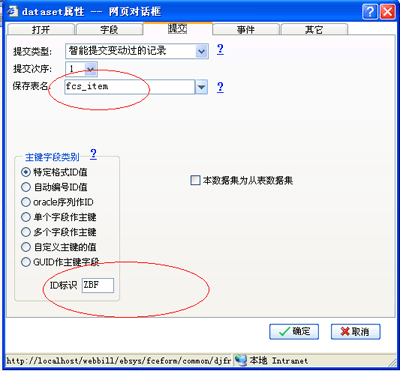 dataset属性 -- 网页对话框
打开 字段 提交 事件 其它
提交类型: 智能提交变动过的记录 ?
提交次序: 1
保存表名: fcs_item ?
主键字段类别 ?
特定格式ID值
自动编号ID值
oracle序列作ID
单个字段作主键
多个字段作主键
自定义主键的值
GUID作主键字段
ID标识 ZBF
本数据集为从表数据集
确定 取消
http://localhost/webbill/ebsys/fceform/common/djfr 本地 Intranet